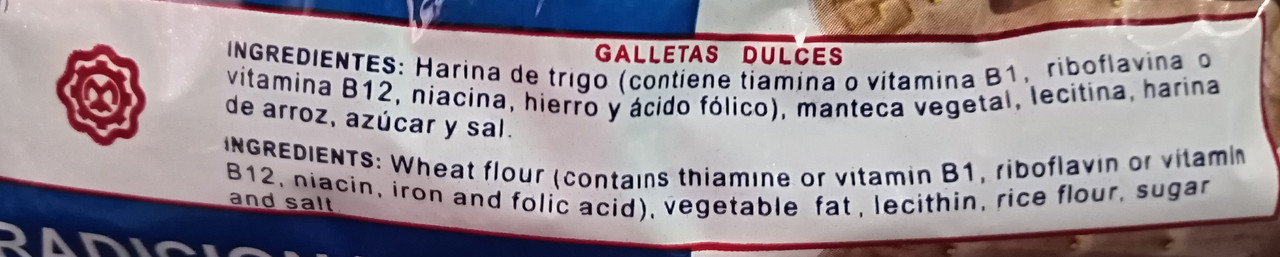 GALLETAS DULCES
INGREDIENTES: Harina de trigo (contiene tiamina o vitamina B1, riboflavina o
vitamina B12, niacina, hierro y ácido fólico), manteca vegetal, lecitina, harina
de arroz, azúcar y sal.
INGREDIENTS: Wheat flour (contains thiamine or vitamin B1, riboflavin or vitamin
B12, niacin, iron and folic acid), vegetable fat, lecithin, rice flour, sugar
and salt.